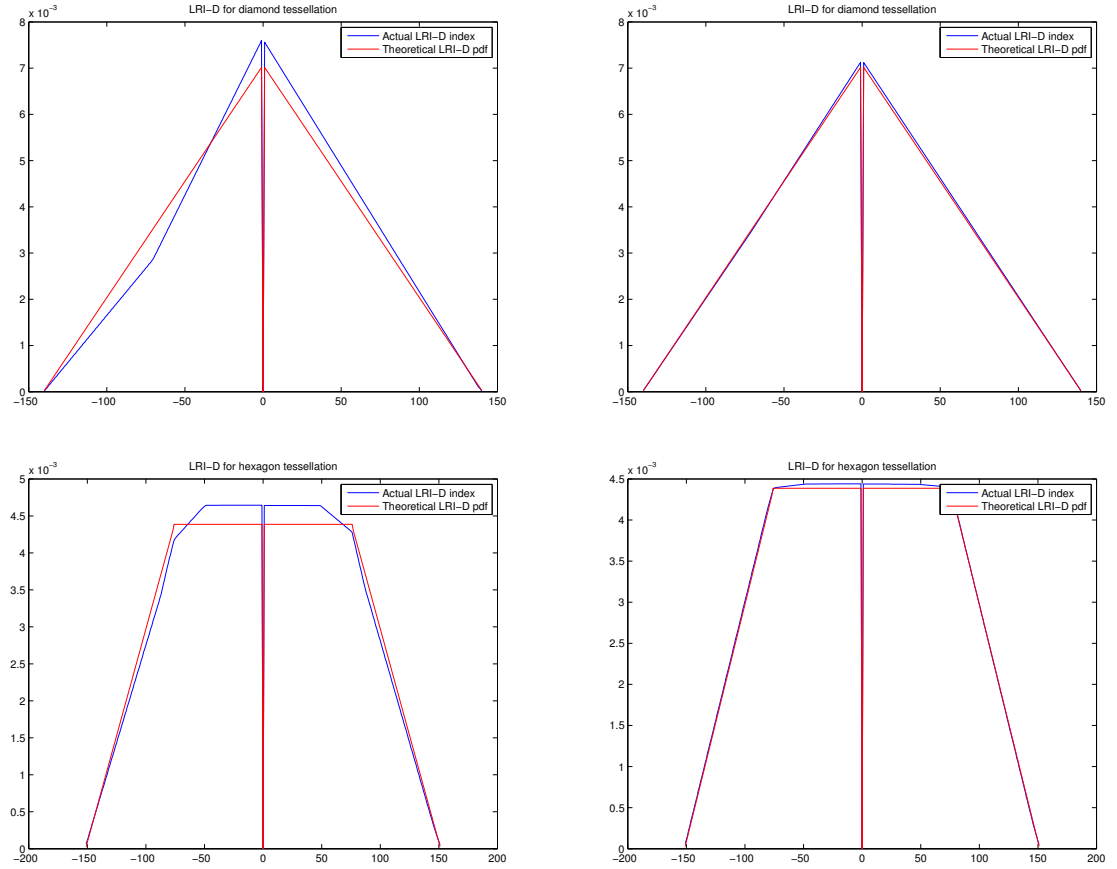 LRI−D for diamond tessellation
x 10⁻³
Actual LRI−D index
Theoretical LRI−D pdf
8
7
6
5
4
3
2
1
0
−150 −100 −50 0 50 100 150
LRI−D for diamond tessellation
x 10⁻³
Actual LRI−D index
Theoretical LRI−D pdf
8
7
6
5
4
3
2
1
0
−150 −100 −50 0 50 100 150
LRI−D for hexagon tessellation
x 10⁻³
Actual LRI−D index
Theoretical LRI−D pdf
5
4.5
4
3.5
3
2.5
2
1.5
1
0.5
0
−200 −150 −100 −50 0 50 100 150 200
LRI−D for hexagon tessellation
x 10⁻³
Actual LRI−D index
Theoretical LRI−D pdf
4.5
4
3.5
3
2.5
2
1.5
1
0.5
0
−200 −150 −100 −50 0 50 100 150 200